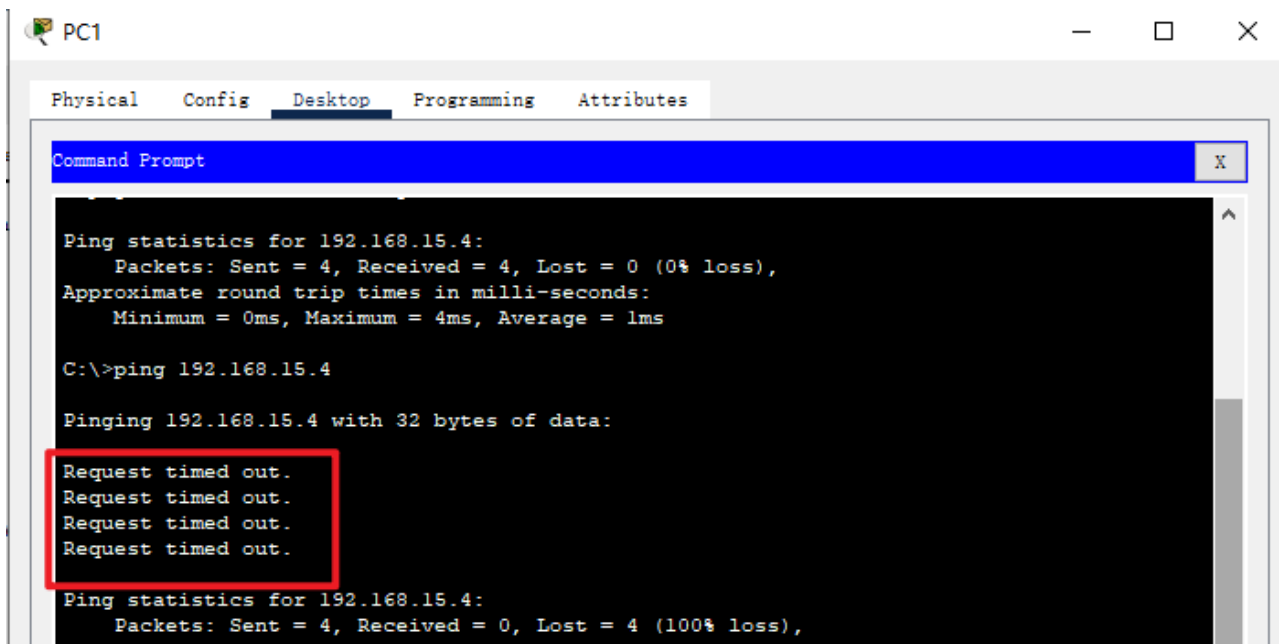 PC1
Physical Config Desktop Programming Attributes
Command Prompt X
Ping statistics for 192.168.15.4:
Packets: Sent = 4, Received = 4, Lost = 0 (0% loss),
Approximate round trip times in milli-seconds:
Minimum = 0ms, Maximum = 4ms, Average = 1ms
C:\>ping 192.168.15.4
Pinging 192.168.15.4 with 32 bytes of data:
Request timed out.
Request timed out.
Request timed out.
Request timed out.
Ping statistics for 192.168.15.4:
Packets: Sent = 4, Received = 0, Lost = 4 (100% loss),